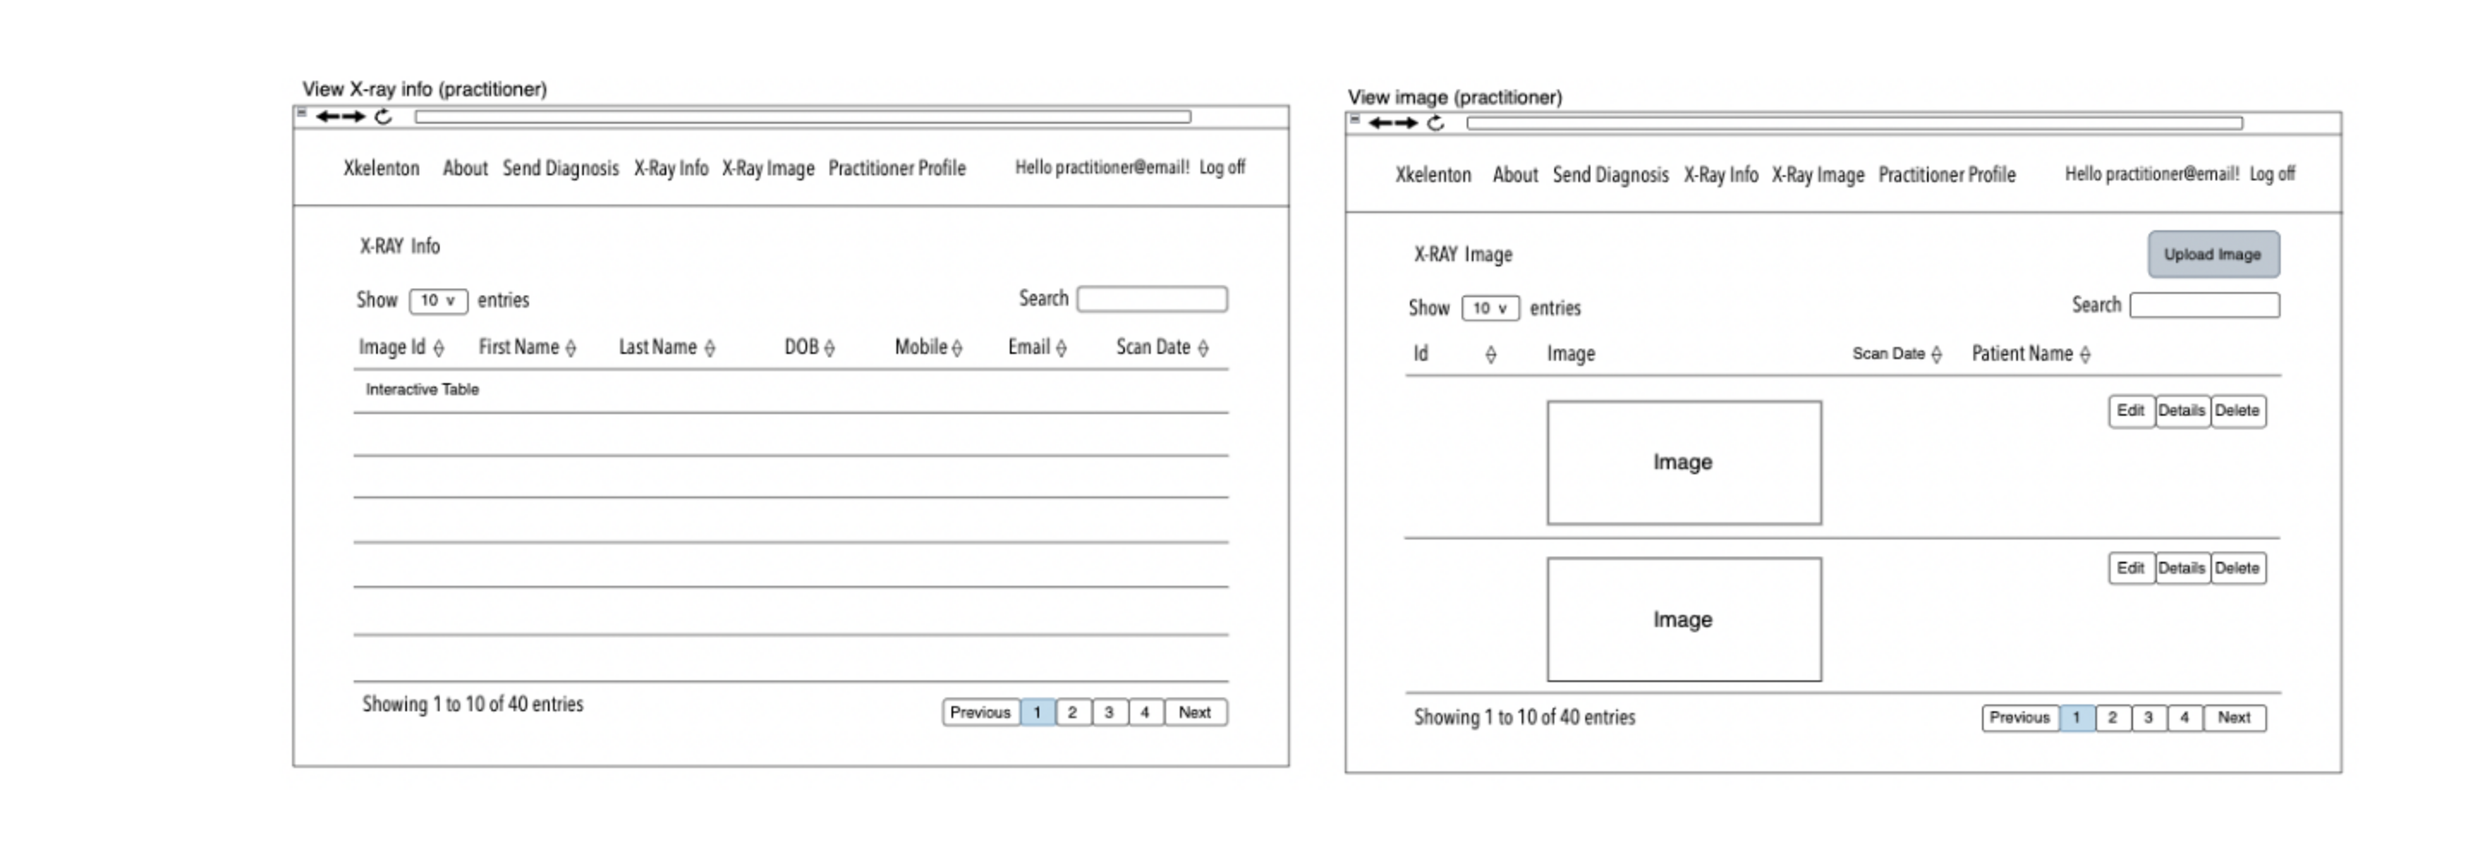 View X-ray info (practitioner)
Xkelenton About Send Diagnosis X-Ray Info X-Ray Image Practitioner Profile Hello practitioner@email! Log off
X-RAY Info
Show 10 v entries Search
Image Id First Name Last Name DOB Mobile Email Scan Date
Interactive Table
Showing 1 to 10 of 40 entries Previous 1 2 3 4 Next
View image (practitioner)
Xkelenton About Send Diagnosis X-Ray Info X-Ray Image Practitioner Profile Hello practitioner@email! Log off
X-RAY Image Upload Image
Show 10 v entries Search
Id Image Scan Date Patient Name
Edit Details Delete
Image
Edit Details Delete
Image
Showing 1 to 10 of 40 entries Previous 1 2 3 4 Next